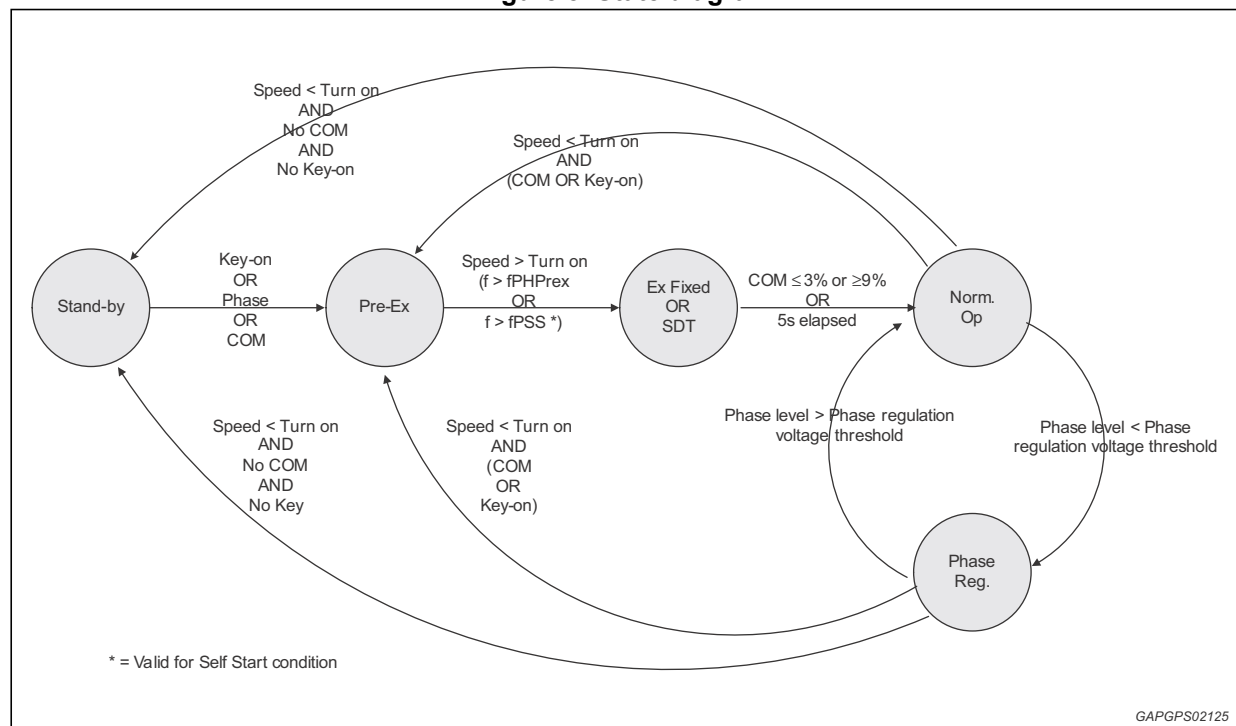 Speed < Turn on
AND
No COM
AND
No Key-on
Speed < Turn on
AND
(COM OR Key-on)
Stand-by
Key-on
OR
Phase
OR
COM
Pre-Ex
Speed > Turn on
(f > fPHPrex
OR
f > fPSS *)
Ex Fixed
OR
SDT
COM ≤ 3% or ≥9%
OR
5s elapsed
Norm.
Op
Speed < Turn on
AND
No COM
AND
No Key
Speed < Turn on
AND
(COM
OR
Key-on)
Phase level > Phase regulation
voltage threshold
Phase level < Phase
regulation voltage threshold
Phase
Reg.
* = Valid for Self Start condition
GAPGPS02125